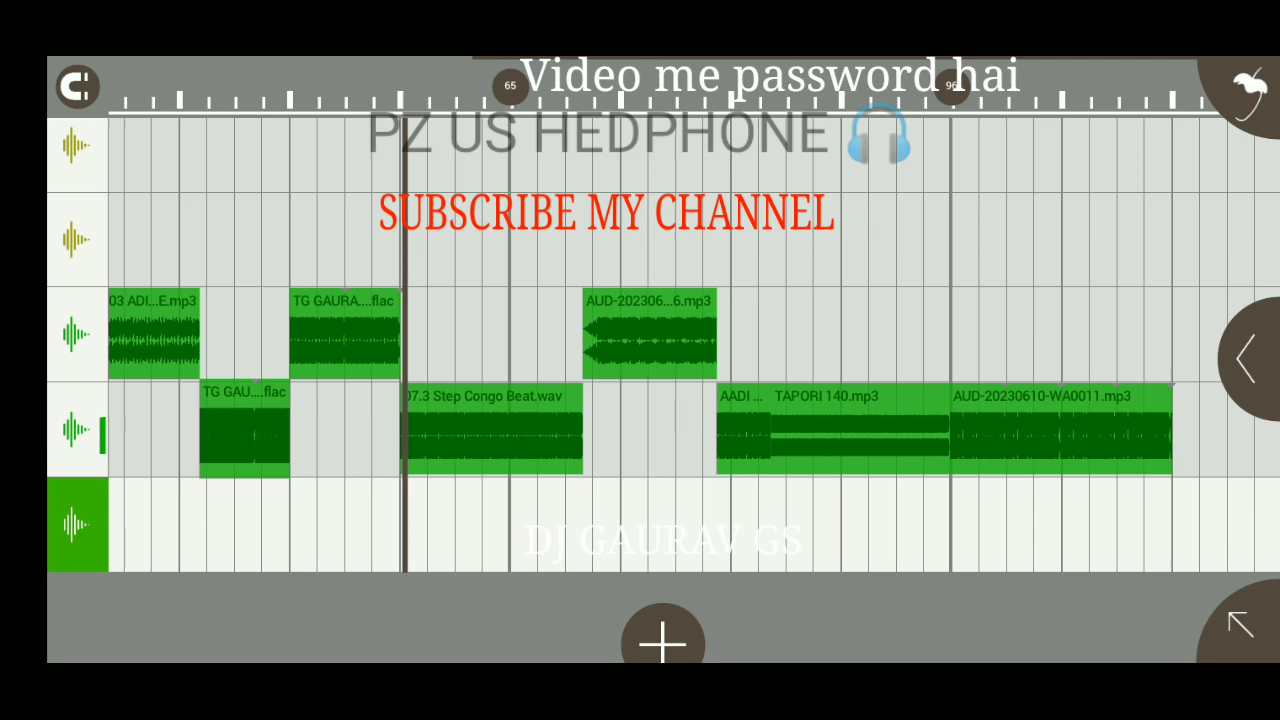 Video me password hai
65
96
PZ US HEDPHONE 🎧
SUBSCRIBE MY CHANNEL
03 ADI...E.mp3
TG GAURA....flac
AUD-202306...6.mp3
TG GAU...flac
07.3 Step Congo Beat.wav
AADI ...
TAPORI 140.mp3
AUD-20230610-WA0011.mp3
DJ GAURAV GS